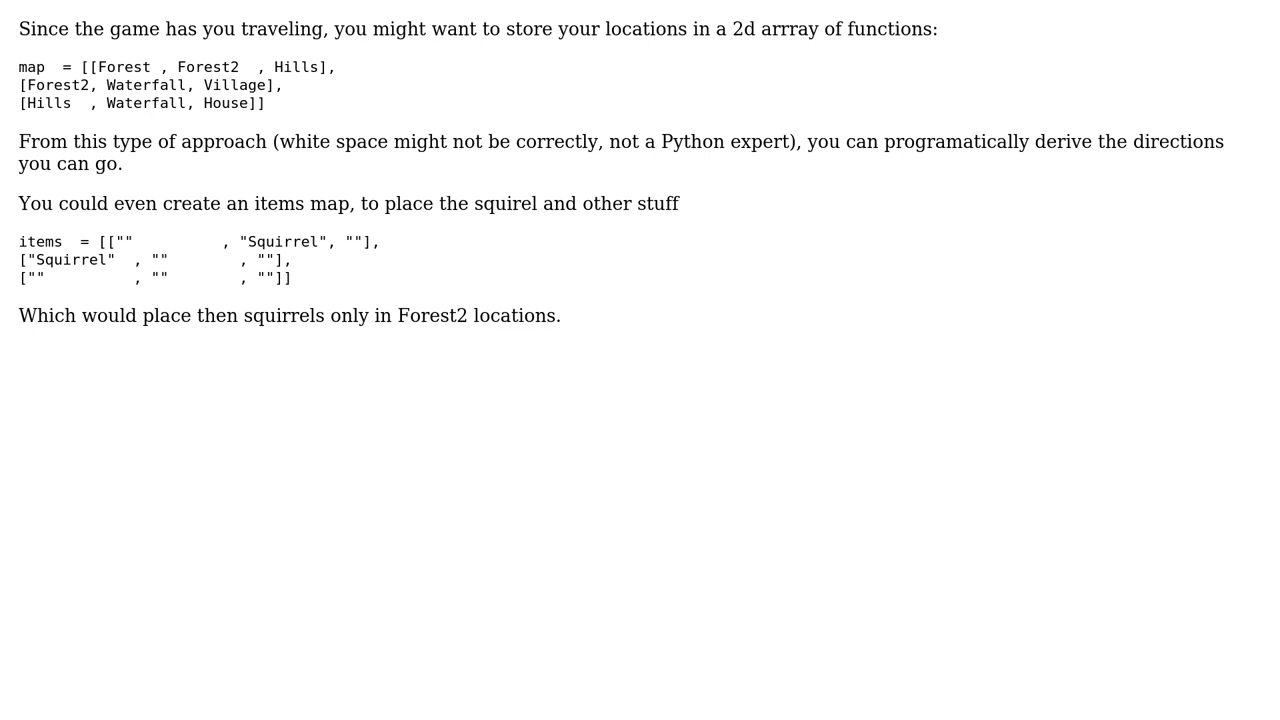 Since the game has you traveling, you might want to store your locations in a 2d arrray of functions:
map  = [[Forest , Forest2  , Hills],
[Forest2, Waterfall, Village],
[Hills  , Waterfall, House]]
From this type of approach (white space might not be correctly, not a Python expert), you can programatically derive the directions
you can go.
You could even create an items map, to place the squirel and other stuff
items  = [[""          , "Squirrel", ""],
["Squirrel"  , ""        , ""],
[""          , ""        , ""]]
Which would place then squirrels only in Forest2 locations.